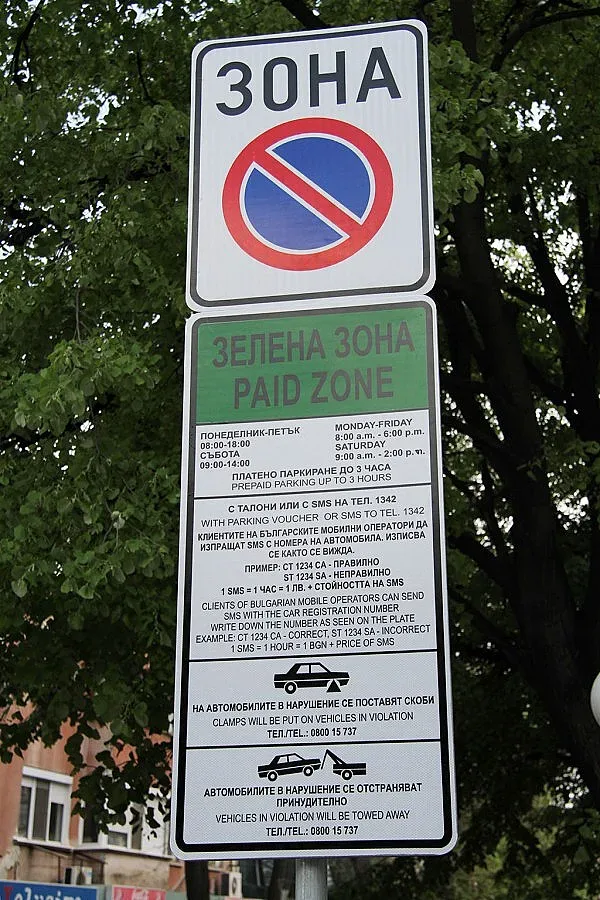 ЗОНА
ЗЕЛЕНА ЗОНА
PAID ZONE
ПОНЕДЕЛНИК-ПЕТЪК
08:00-18:00
СЪБОТА
09:00-14:00
MONDAY-FRIDAY
8:00 a.m. - 6:00 p.m.
SATURDAY
9:00 a.m. - 2:00 p.m.
ПЛАТЕНО ПАРКИРАНЕ ДО 3 ЧАСА
PREPAID PARKING UP TO 3 HOURS
С ТАЛОНИ ИЛИ С SMS НА ТЕЛ. 1342
WITH PARKING VOUCHER OR SMS TO TEL. 1342
КЛИЕНТИТЕ НА БЪЛГАРСКИТЕ МОБИЛНИ ОПЕРАТОРИ ДА
ИЗПРАЩАТ SMS С НОМЕРА НА АВТОМОБИЛА. ИЗПИСВА
СЕ КАКТО СЕ ВИЖДА.
ПРИМЕР: СТ 1234 СА - ПРАВИЛНО
ST 1234 SA - НЕПРАВИЛНО
1 SMS = 1 ЧАС = 1 ЛВ. + СТОЙНОСТТА НА SMS
CLIENTS OF BULGARIAN MOBILE OPERATORS CAN SEND
SMS WITH THE CAR REGISTRATION NUMBER
WRITE DOWN THE NUMBER AS SEEN ON THE PLATE
EXAMPLE: CT 1234 CA - CORRECT, ST 1234 SA - INCORRECT
1 SMS = 1 HOUR = 1 BGN + PRICE OF SMS
НА АВТОМОБИЛИТЕ В НАРУШЕНИЕ СЕ ПОСТАВЯТ СКОБИ
CLAMPS WILL BE PUT ON VEHICLES IN VIOLATION
ТЕЛ./TEL.: 0800 15 737
АВТОМОБИЛИТЕ В НАРУШЕНИЕ СЕ ОТСТРАНЯВАТ
ПРИНУДИТЕЛНО
VEHICLES IN VIOLATION WILL BE TOWED AWAY
ТЕЛ./TEL.: 0800 15 737